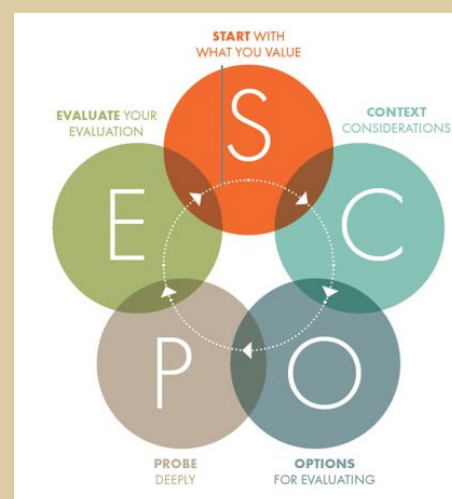 START WITH
WHAT YOU VALUE
S
CONTEXT
CONSIDERATIONS
C
OPTIONS
FOR EVALUATING
O
PROBE
DEEPLY
P
EVALUATE YOUR
EVALUATION
E